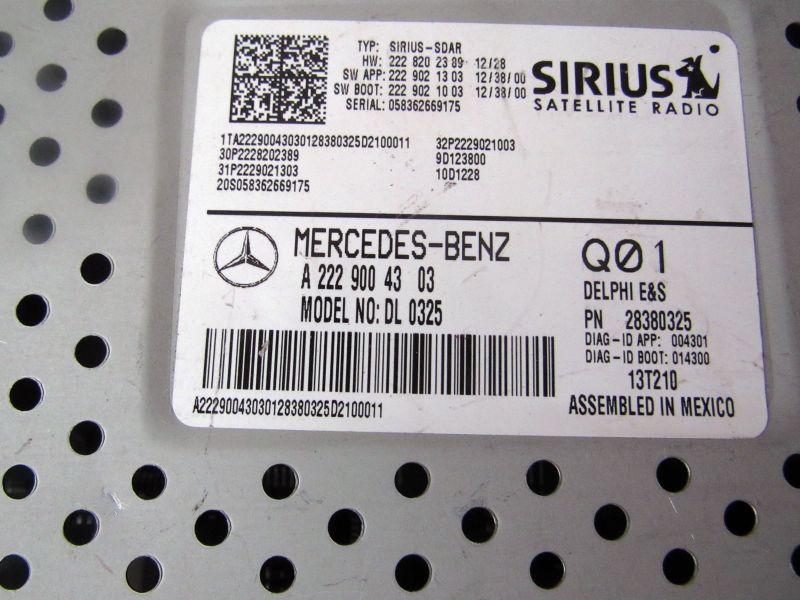 TYP: SIRIUS-SDAR
HW: 222 820 23 89 12/28
SW APP: 222 902 13 03 12/38/00
SW BOOT: 222 902 10 03 12/38/00
SERIAL: 058362669175
SIRIUS
SATELLITE RADIO
1TA22290043030128380325D2100011 32P2229021003
30P2228202389 9D123800
31P2229021303 10D1228
20S058362669175
MERCEDES-BENZ QØ1
A 222 900 43 03 DELPHI E&S
MODEL NO: DL 0325 PN 28380325
DIAG-ID APP: 004301
DIAG-ID BOOT: 014300
13T210
A22290043030128380325D2100011 ASSEMBLED IN MEXICO